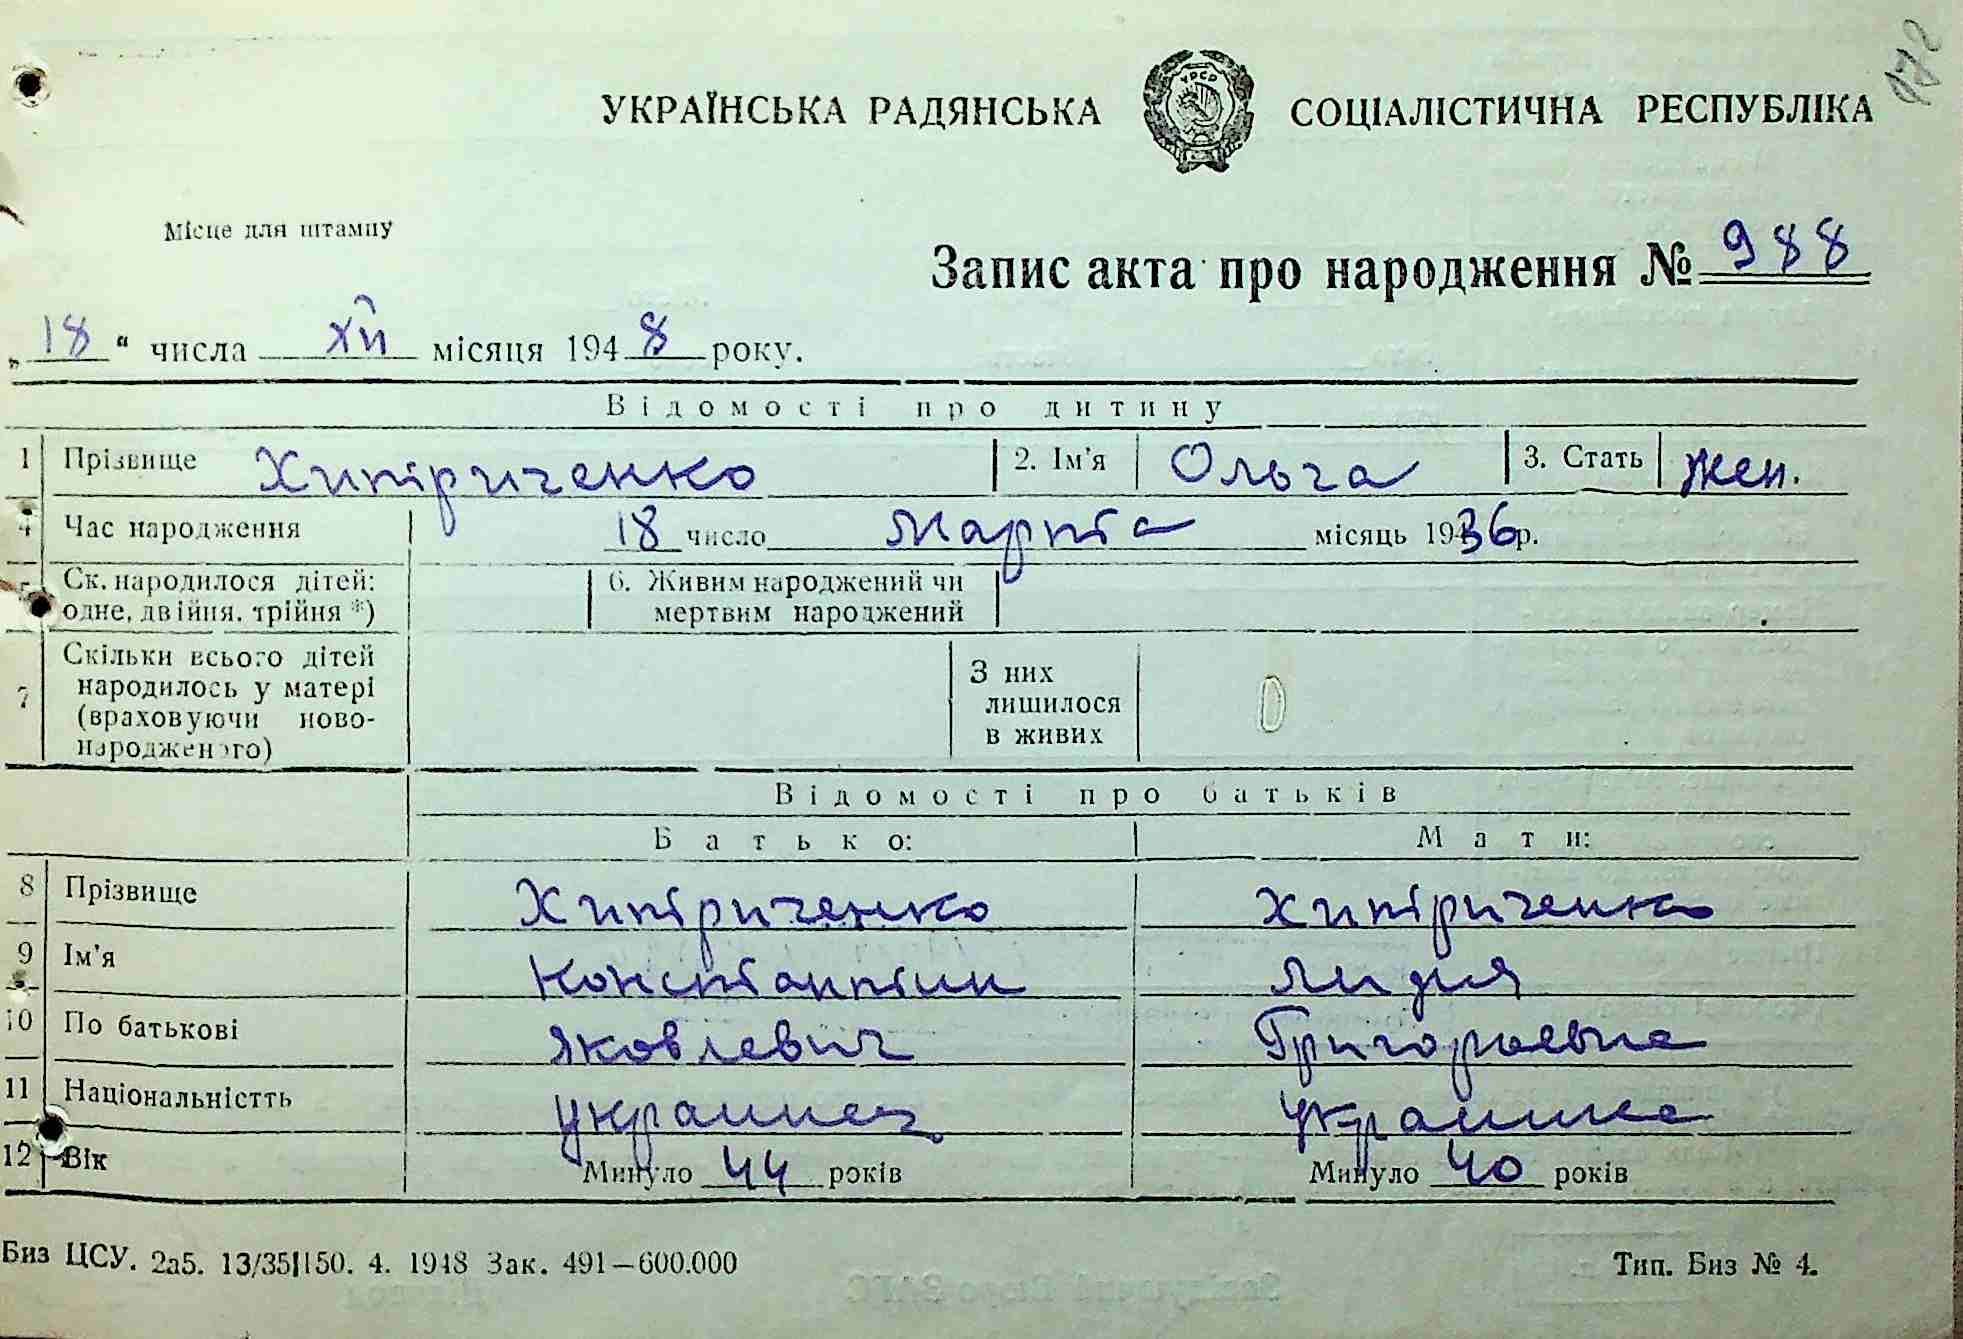 172
УКРАЇНСЬКА РАДЯНСЬКА УРСР СОЦІАЛІСТИЧНА РЕСПУБЛІКА
Місце для штампу
Запис акта про народження № 988
„ 18 “ числа XII місяця 1948 року.
Відомості про дитину
1 Прізвище Хитриченко 2. Ім'я Ольга 3. Стать жен.
4 Час народження 18 число Марта місяць 1936 р.
5 Ск. народилося дітей: 6. Живим народжений чи
одне, двійня, трійня *) мертвим народжений
7 Скільки всього дітей народилось у матері (враховуючи ново-народженого) З них лишилося в живих
Відомості про батьків
Батько: Мати:
8 Прізвище Хитриченко Хитриченко
9 Ім'я Константин Лидия
10 По батькові Яковлевич Григорьевна
11 Національністть украинец украинка
12 Вік Минуло 44 років Минуло 40 років
Биз ЦСУ. 2а5. 13/35|150. 4. 1948 Зак. 491—600.000 Тип. Биз № 4.